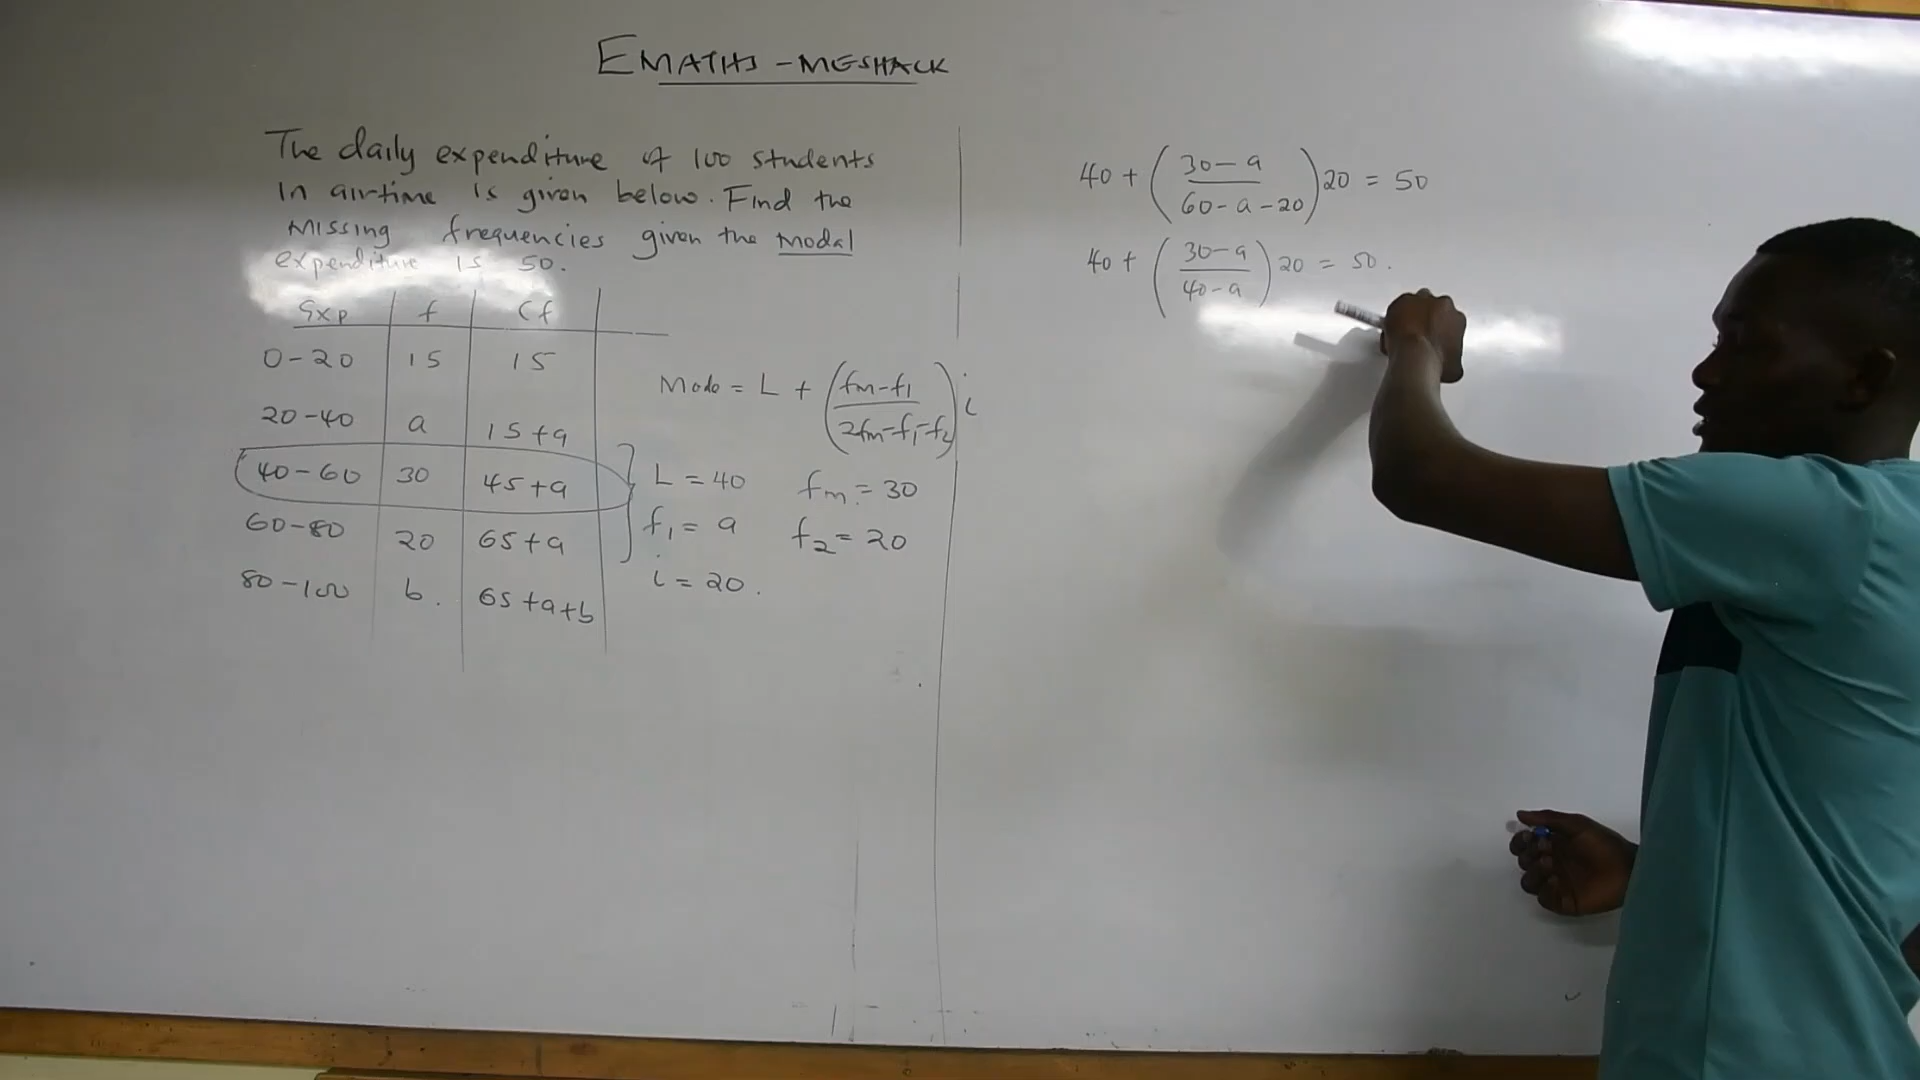 EMATHS - MESHACK
The daily expenditure of 100 students
in airtime is given below. Find the
missing frequencies given the modal
expenditure is 50.
Exp f Cf
0-20 15 15
20-40 a 15+a
40-60 30 45+a
60-80 20 65+a
80-100 b. 65+a+b
Mode = L + (fm-f1 / 2fm-f1-f2) i
L = 40 fm = 30
f1 = a f2 = 20
i = 20.
40 + (30-a / 60-a-20) 20 = 50
40 + (30-a / 40-a) 20 = 50.